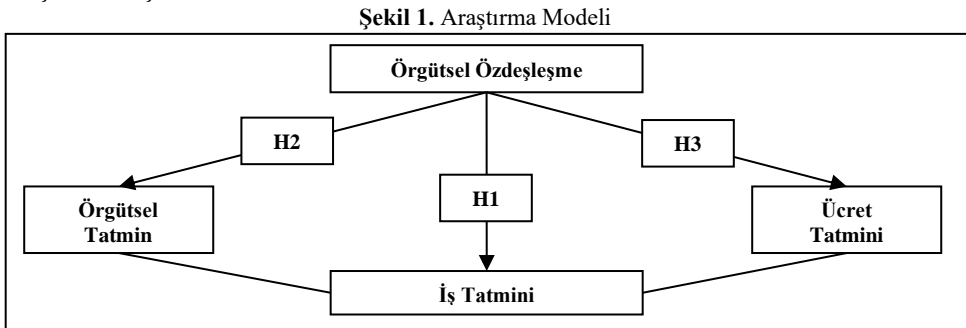 Şekil 1. Araştırma Modeli
Örgütsel Özdeşleşme
H2
H3
H1
Örgütsel
Tatmin
Ücret
Tatmini
İş Tatmini